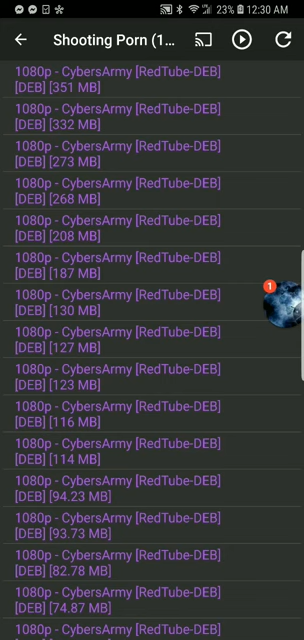 23% 12:30 AM
Shooting Porn (1...
1080p - CybersArmy [RedTube-DEB]
[DEB] [351 MB]
1080p - CybersArmy [RedTube-DEB]
[DEB] [332 MB]
1080p - CybersArmy [RedTube-DEB]
[DEB] [273 MB]
1080p - CybersArmy [RedTube-DEB]
[DEB] [268 MB]
1080p - CybersArmy [RedTube-DEB]
[DEB] [208 MB]
1080p - CybersArmy [RedTube-DEB]
[DEB] [187 MB]
1
1080p - CybersArmy [RedTube-DEB]
[DEB] [130 MB]
1080p - CybersArmy [RedTube-DEB]
[DEB] [127 MB]
1080p - CybersArmy [RedTube-DEB]
[DEB] [123 MB]
1080p - CybersArmy [RedTube-DEB]
[DEB] [116 MB]
1080p - CybersArmy [RedTube-DEB]
[DEB] [114 MB]
1080p - CybersArmy [RedTube-DEB]
[DEB] [94.23 MB]
1080p - CybersArmy [RedTube-DEB]
[DEB] [93.73 MB]
1080p - CybersArmy [RedTube-DEB]
[DEB] [82.78 MB]
1080p - CybersArmy [RedTube-DEB]
[DEB] [74.87 MB]
1080p - CybersArmy [RedTube-DEB]